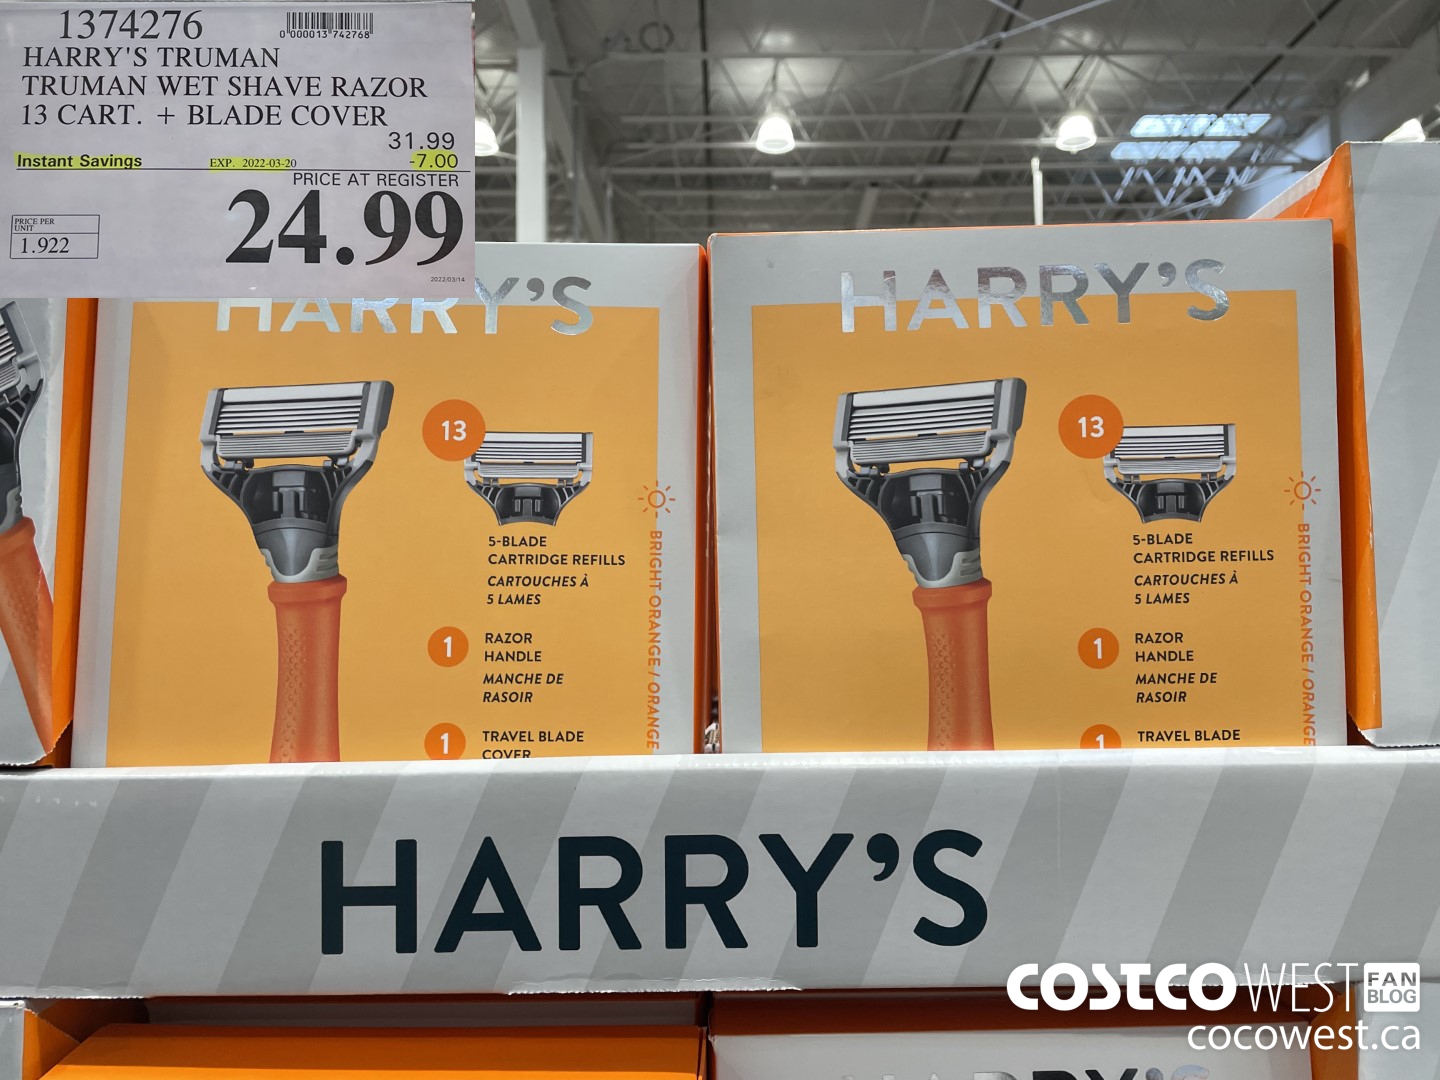 1374276
0 000013 742768
HARRY'S TRUMAN
TRUMAN WET SHAVE RAZOR
13 CART. + BLADE COVER
31.99
Instant Savings EXP. 2022-03-20 -7.00
PRICE AT REGISTER
24.99
PRICE PER
UNIT
1.922
2022/03/14
HARRY'S
13
5-BLADE
CARTRIDGE REFILLS
CARTOUCHES À
5 LAMES
1
RAZOR
HANDLE
MANCHE DE
RASOIR
1
TRAVEL BLADE
COVER
BRIGHT ORANGE / ORANGE
HARRY'S
13
5-BLADE
CARTRIDGE REFILLS
CARTOUCHES À
5 LAMES
1
RAZOR
HANDLE
MANCHE DE
RASOIR
1
TRAVEL BLADE
BRIGHT ORANGE / ORANGE
HARRY'S
COSTCO WEST FAN
BLOG
cocowest.ca
HARRY'S